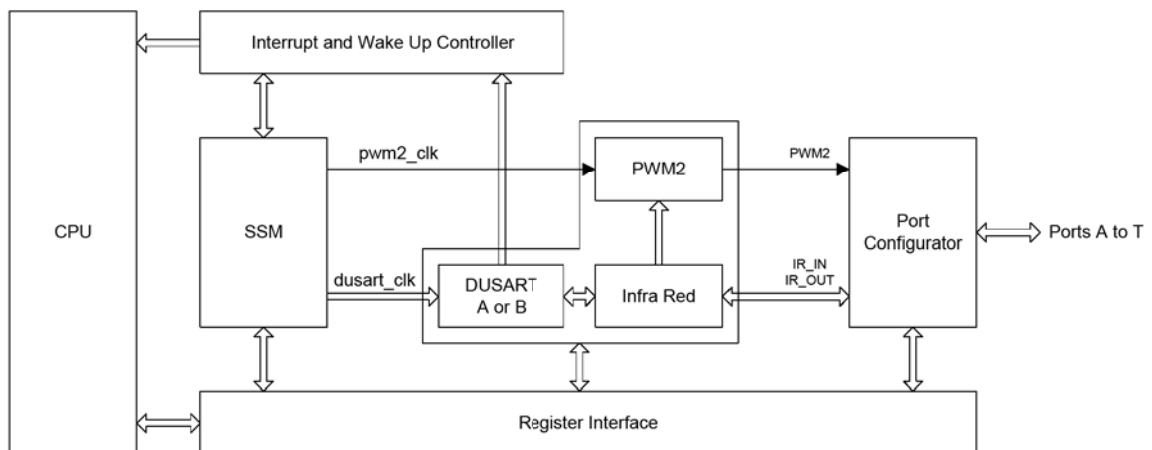 Interrupt and Wake Up Controller
pwm2_clk
PWM2
PWM2
CPU
SSM
Port
Configurator
Ports A to T
dusart_clk
DUSART
A or B
Infra Red
IR_IN
IR_OUT
Register Interface